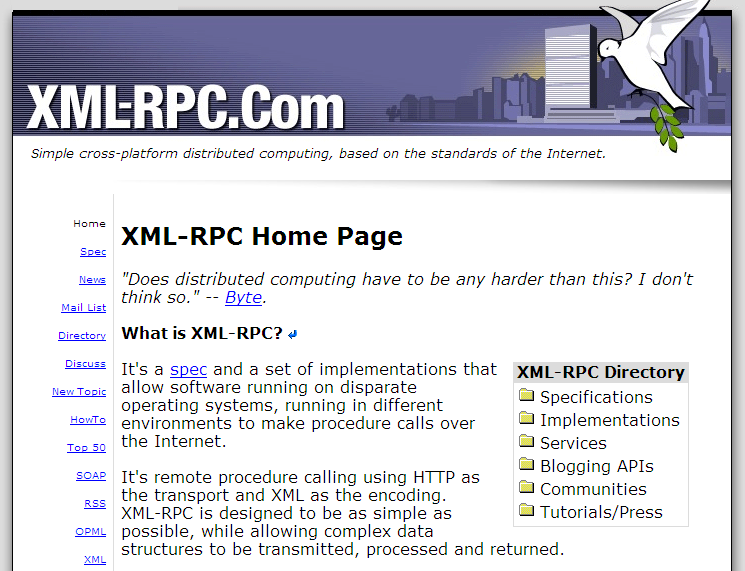 XML-RPC.Com
Simple cross-platform distributed computing, based on the standards of the Internet.
Home
Spec
News
Mail List
Directory
Discuss
New Topic
HowTo
Top 50
SOAP
RSS
OPML
XML
XML-RPC Home Page
"Does distributed computing have to be any harder than this? I don't
think so." -- Byte.
What is XML-RPC?
It's a spec and a set of implementations that
allow software running on disparate
operating systems, running in different
environments to make procedure calls over
the Internet.
It's remote procedure calling using HTTP as
the transport and XML as the encoding.
XML-RPC is designed to be as simple as
possible, while allowing complex data
structures to be transmitted, processed and returned.
XML-RPC Directory
Specifications
Implementations
Services
Blogging APIs
Communities
Tutorials/Press